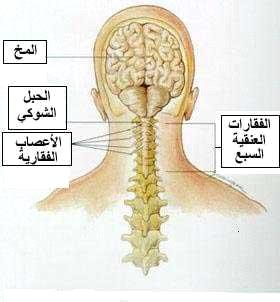 المخ
الحبل
الشوكي
الأعصاب
الفقارية
الفقارات
العنقية
السبع